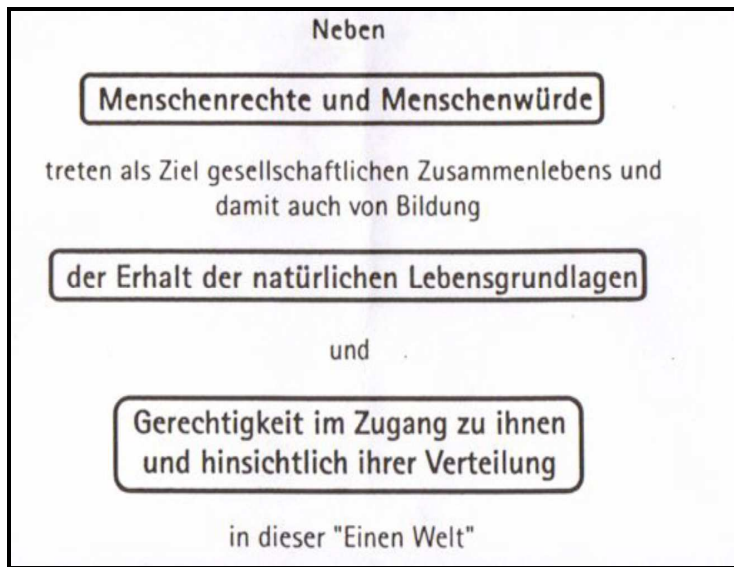 Neben
Menschenrechte und Menschenwürde
treten als Ziel gesellschaftlichen Zusammenlebens und
damit auch von Bildung
der Erhalt der natürlichen Lebensgrundlagen
und
Gerechtigkeit im Zugang zu ihnen
und hinsichtlich ihrer Verteilung
in dieser "Einen Welt"